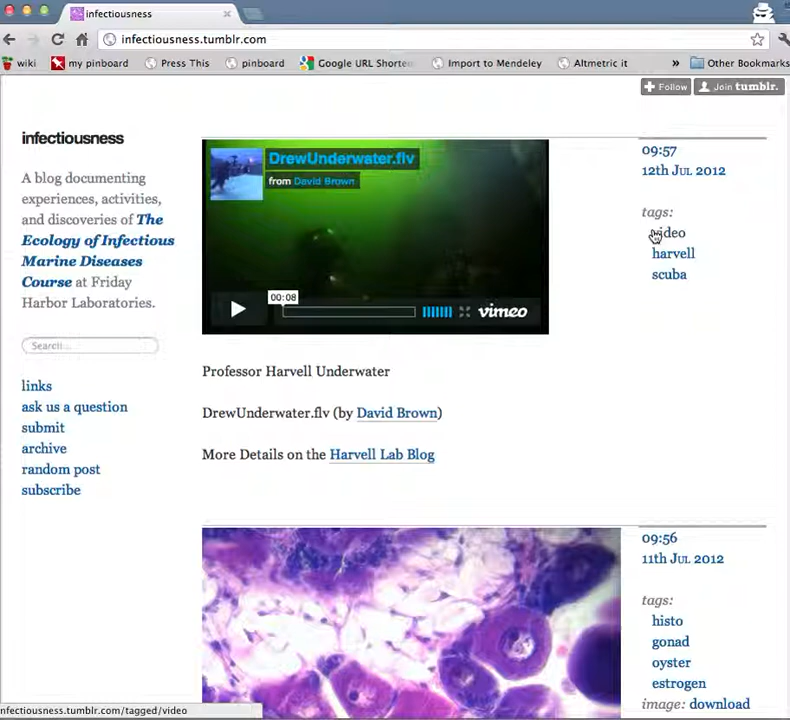 infectiousness
infectiousness.tumblr.com
wiki my pinboard Press This pinboard Google URL Shorte Import to Mendeley Altmetric it » Other Bookmarks
Follow Join tumblr.
infectiousness
A blog documenting
experiences, activities,
and discoveries of The
Ecology of Infectious
Marine Diseases
Course at Friday
Harbor Laboratories.
Search...
links
ask us a question
submit
archive
random post
subscribe
DrewUnderwater.flv
from David Brown
00:08
vimeo
Professor Harvell Underwater
DrewUnderwater.flv (by David Brown)
More Details on the Harvell Lab Blog
09:57
12th Jul 2012
tags:
video
harvell
scuba
09:56
11th Jul 2012
tags:
histo
gonad
oyster
estrogen
image: download
nfectiousness.tumblr.com/tagged/video